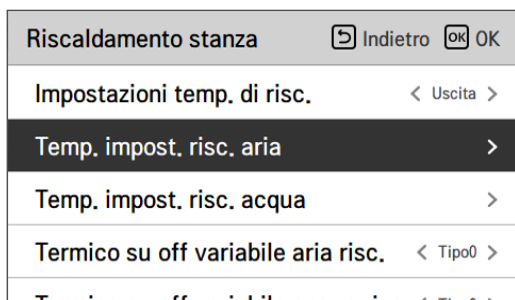 Riscaldamento stanza Indietro OK OK
Impostazioni temp. di risc. < Uscita >
Temp. impost. risc. aria >
Temp. impost. risc. acqua >
Termico su off variabile aria risc. < Tipo0 >